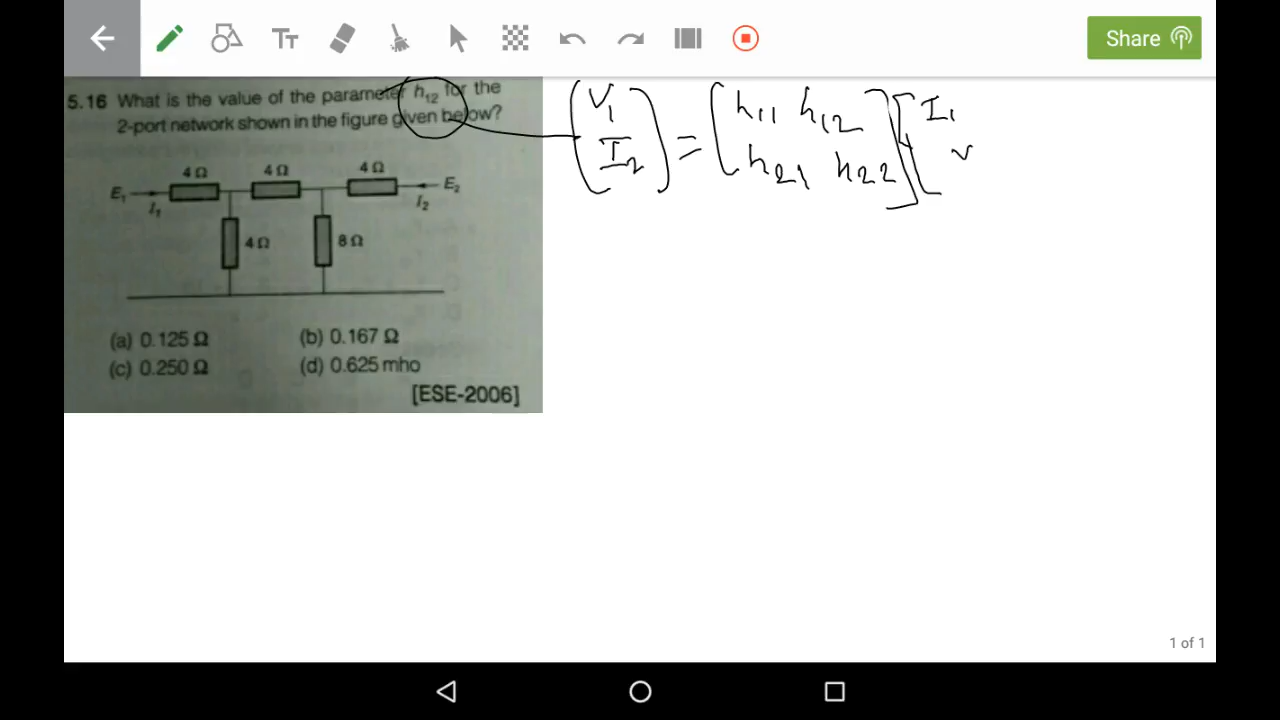 Share
5.16 What is the value of the parameter h12 for the
2-port network shown in the figure given below?
4 Ω 4 Ω 4 Ω
E1 I1 E2 I2
4 Ω 8 Ω
(a) 0.125 Ω (b) 0.167 Ω
(c) 0.250 Ω (d) 0.625 mho
[ESE-2006]
V1 = h11 h12 I1
I2 h21 h22 v
1 of 1